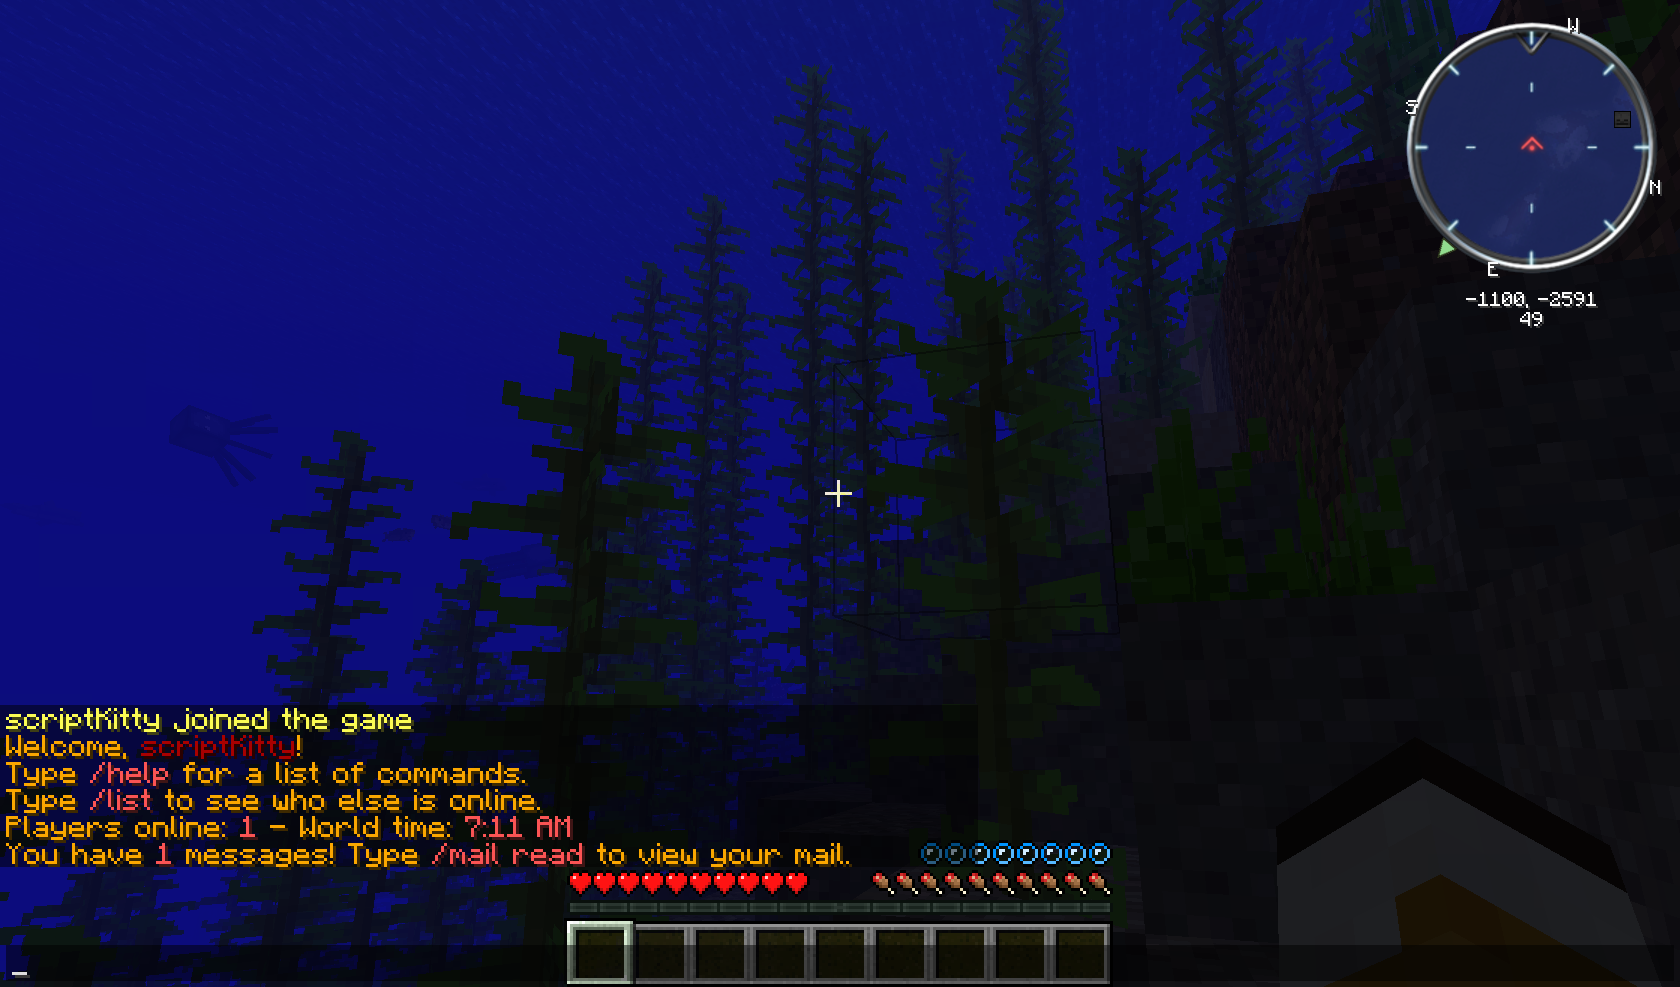 W
S
N
E
-1100, -2591
49
scriptKitty joined the game
Welcome, scriptKitty!
Type /help for a list of commands.
Type /list to see who else is online.
Players online: 1 - World time: 7:11 AM
You have 1 messages! Type /mail read to view your mail.
_